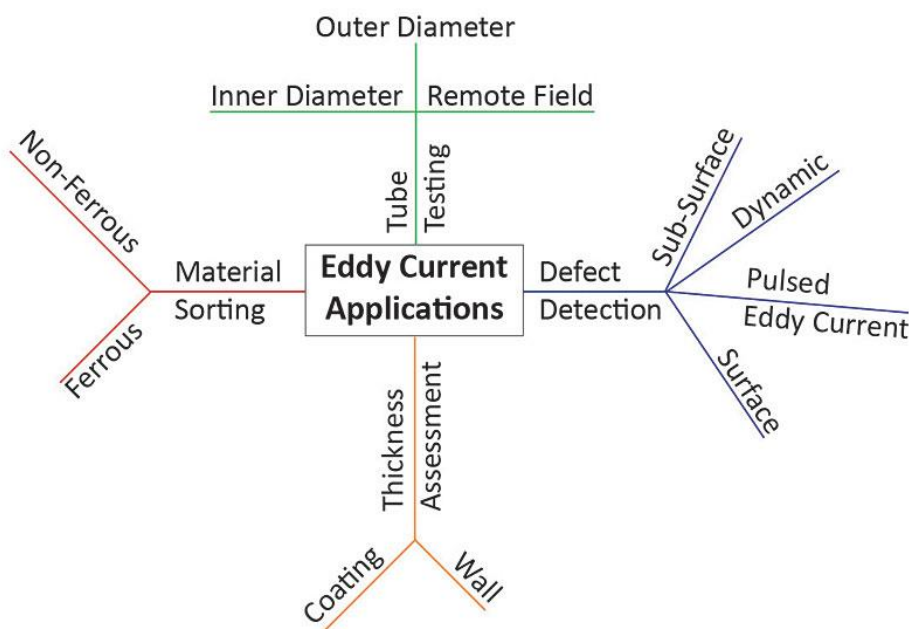 Outer Diameter
Inner Diameter
Remote Field
Tube
Testing
Non-Ferrous
Ferrous
Material
Sorting
Eddy Current
Applications
Defect
Detection
Sub-Surface
Dynamic
Pulsed
Eddy Current
Surface
Thickness
Assessment
Coating
Wall